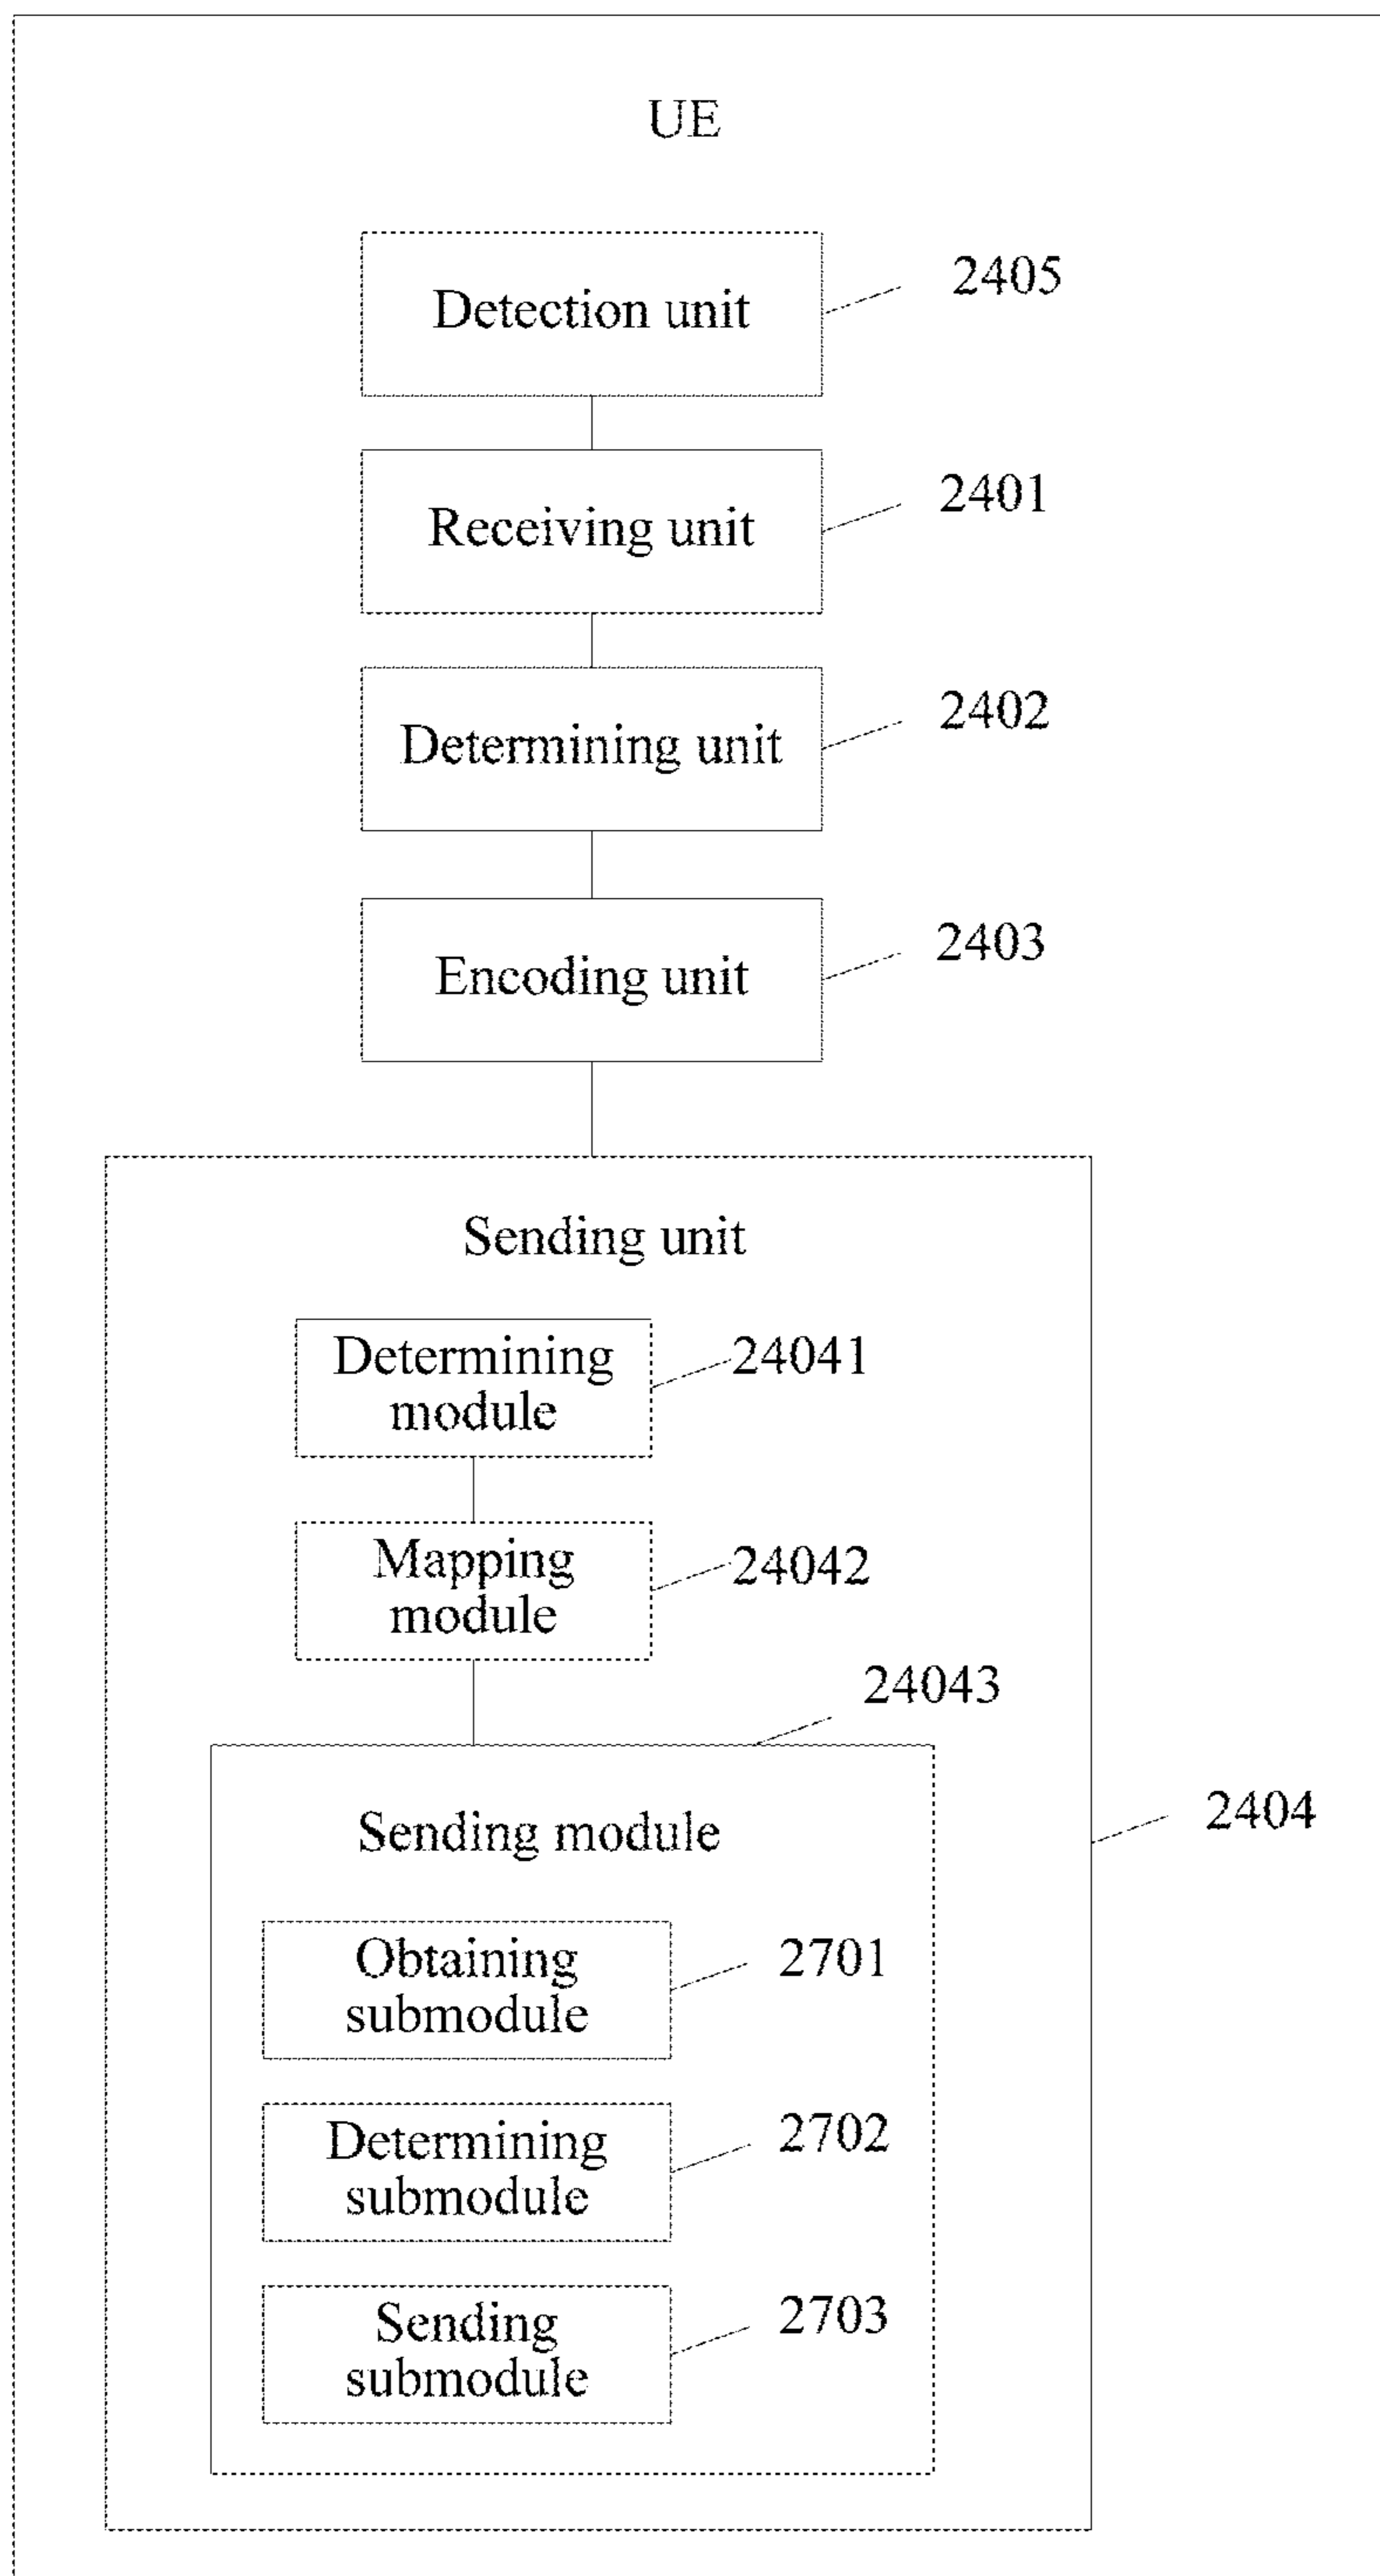 UE
Detection unit
2405
Receiving unit
2401
Determining unit
2402
Encoding unit
2403
Sending unit
Determining
module
24041
Mapping
module
24042
24043
Sending module
2404
Obtaining
submodule
2701
Determining
submodule
2702
Sending
submodule
2703